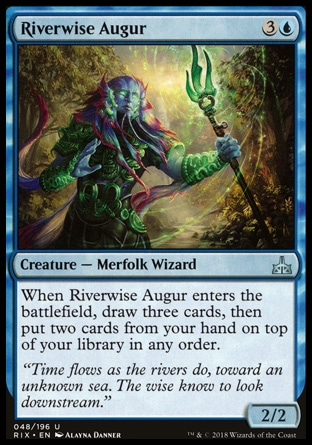 Riverwise Augur 3
Creature — Merfolk Wizard
When Riverwise Augur enters the
battlefield, draw three cards, then
put two cards from your hand on top
of your library in any order.
“Time flows as the rivers do, toward an
unknown sea. The wise know to look
downstream.”
2/2
048/196 U
RIX • EN Alayna Danner ™ & © 2018 Wizards of the Coast